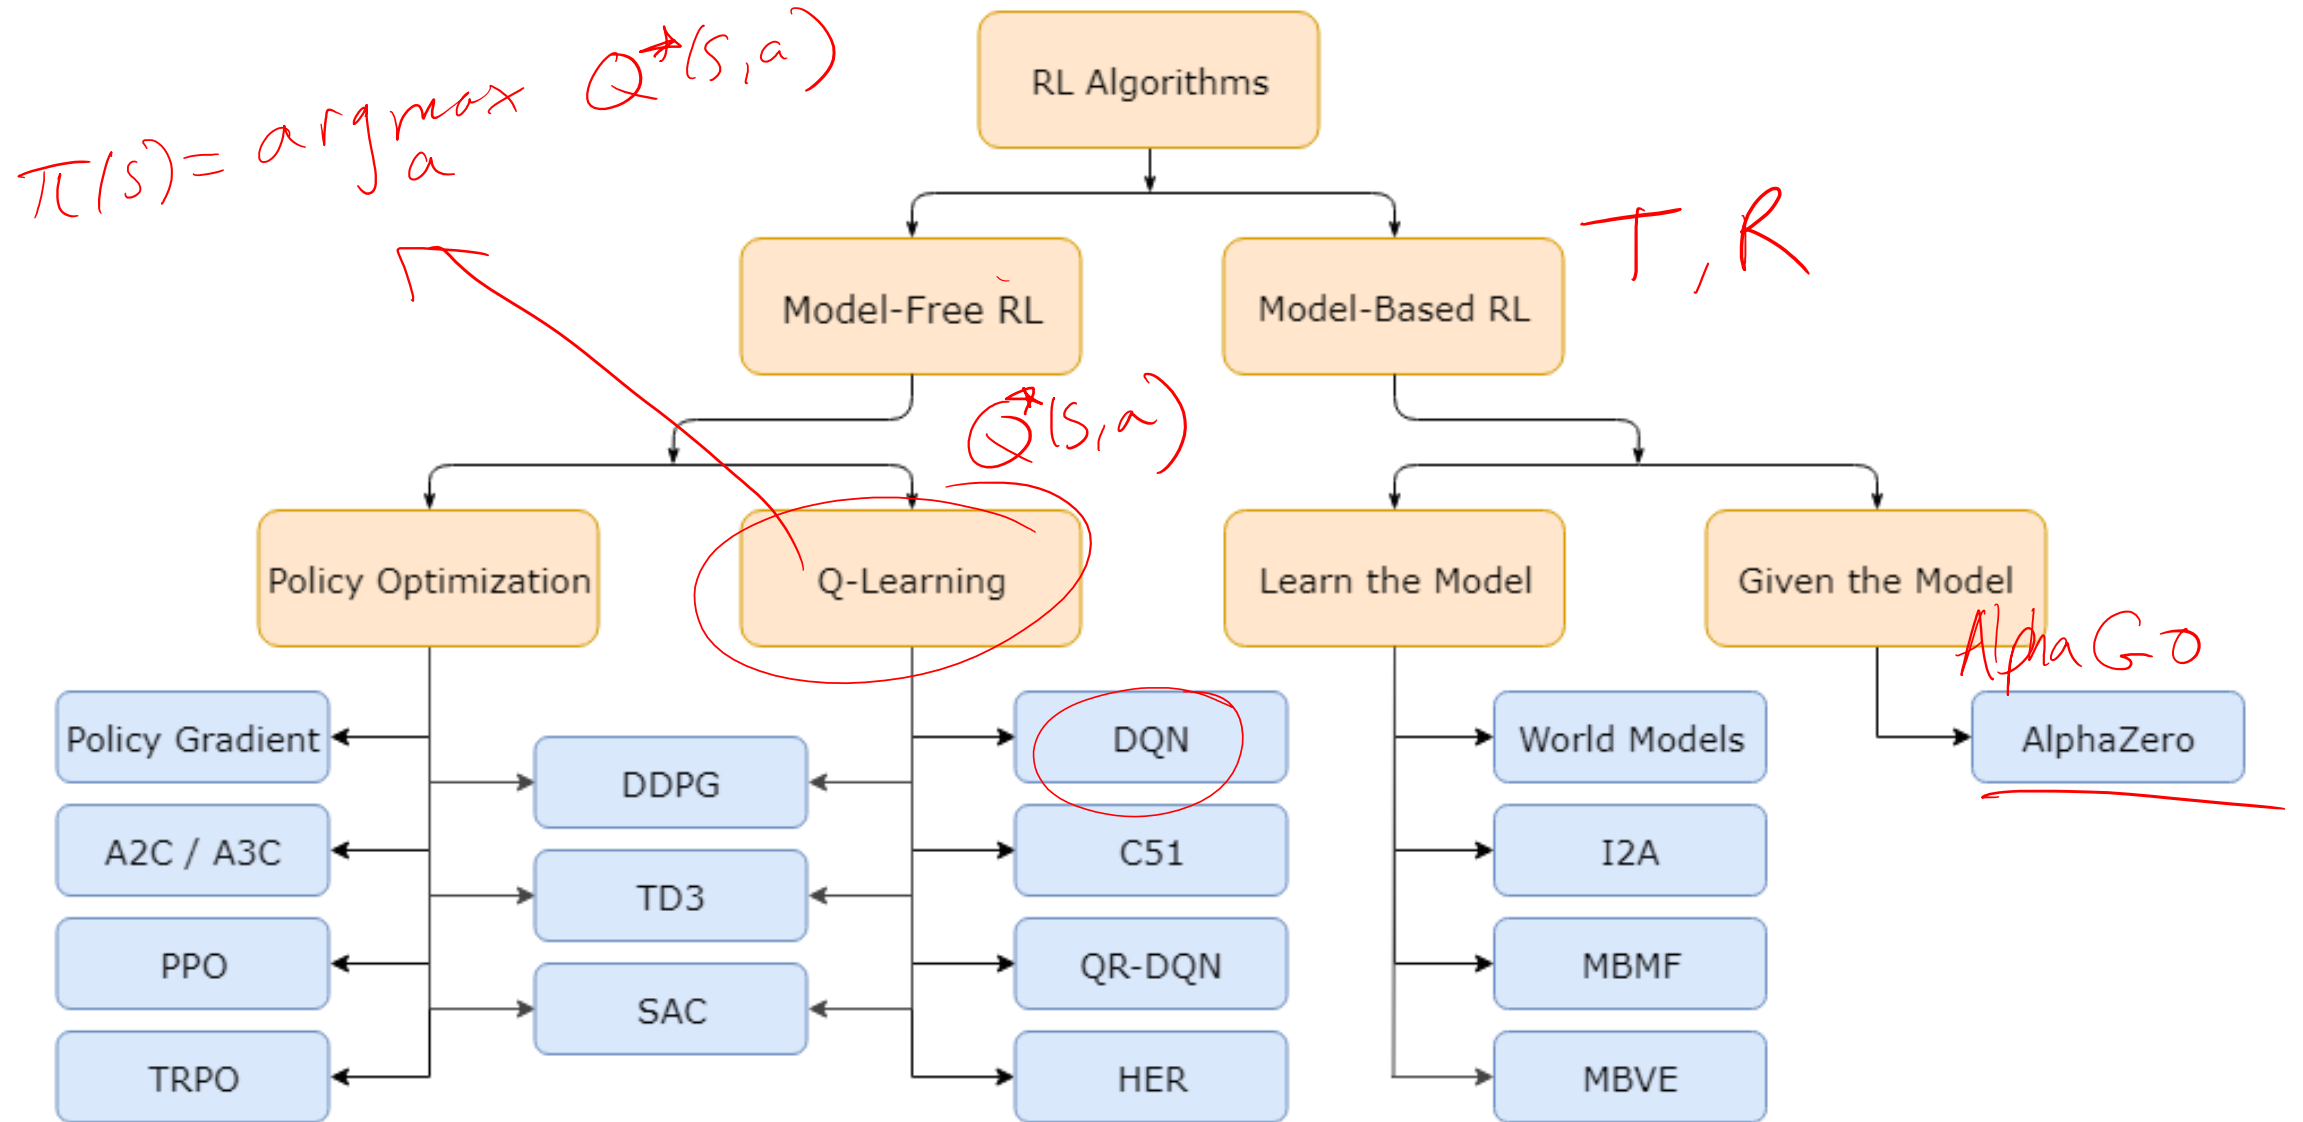 π(s) = argmax Q*(s,a)
a
RL Algorithms
Model-Free RL
Model-Based RL
T, R
Q*(s,a)
Policy Optimization
Q-Learning
Learn the Model
Given the Model
AlphaGO
Policy Gradient
DDPG
DQN
World Models
AlphaZero
A2C / A3C
TD3
C51
I2A
PPO
SAC
QR-DQN
MBMF
TRPO
HER
MBVE